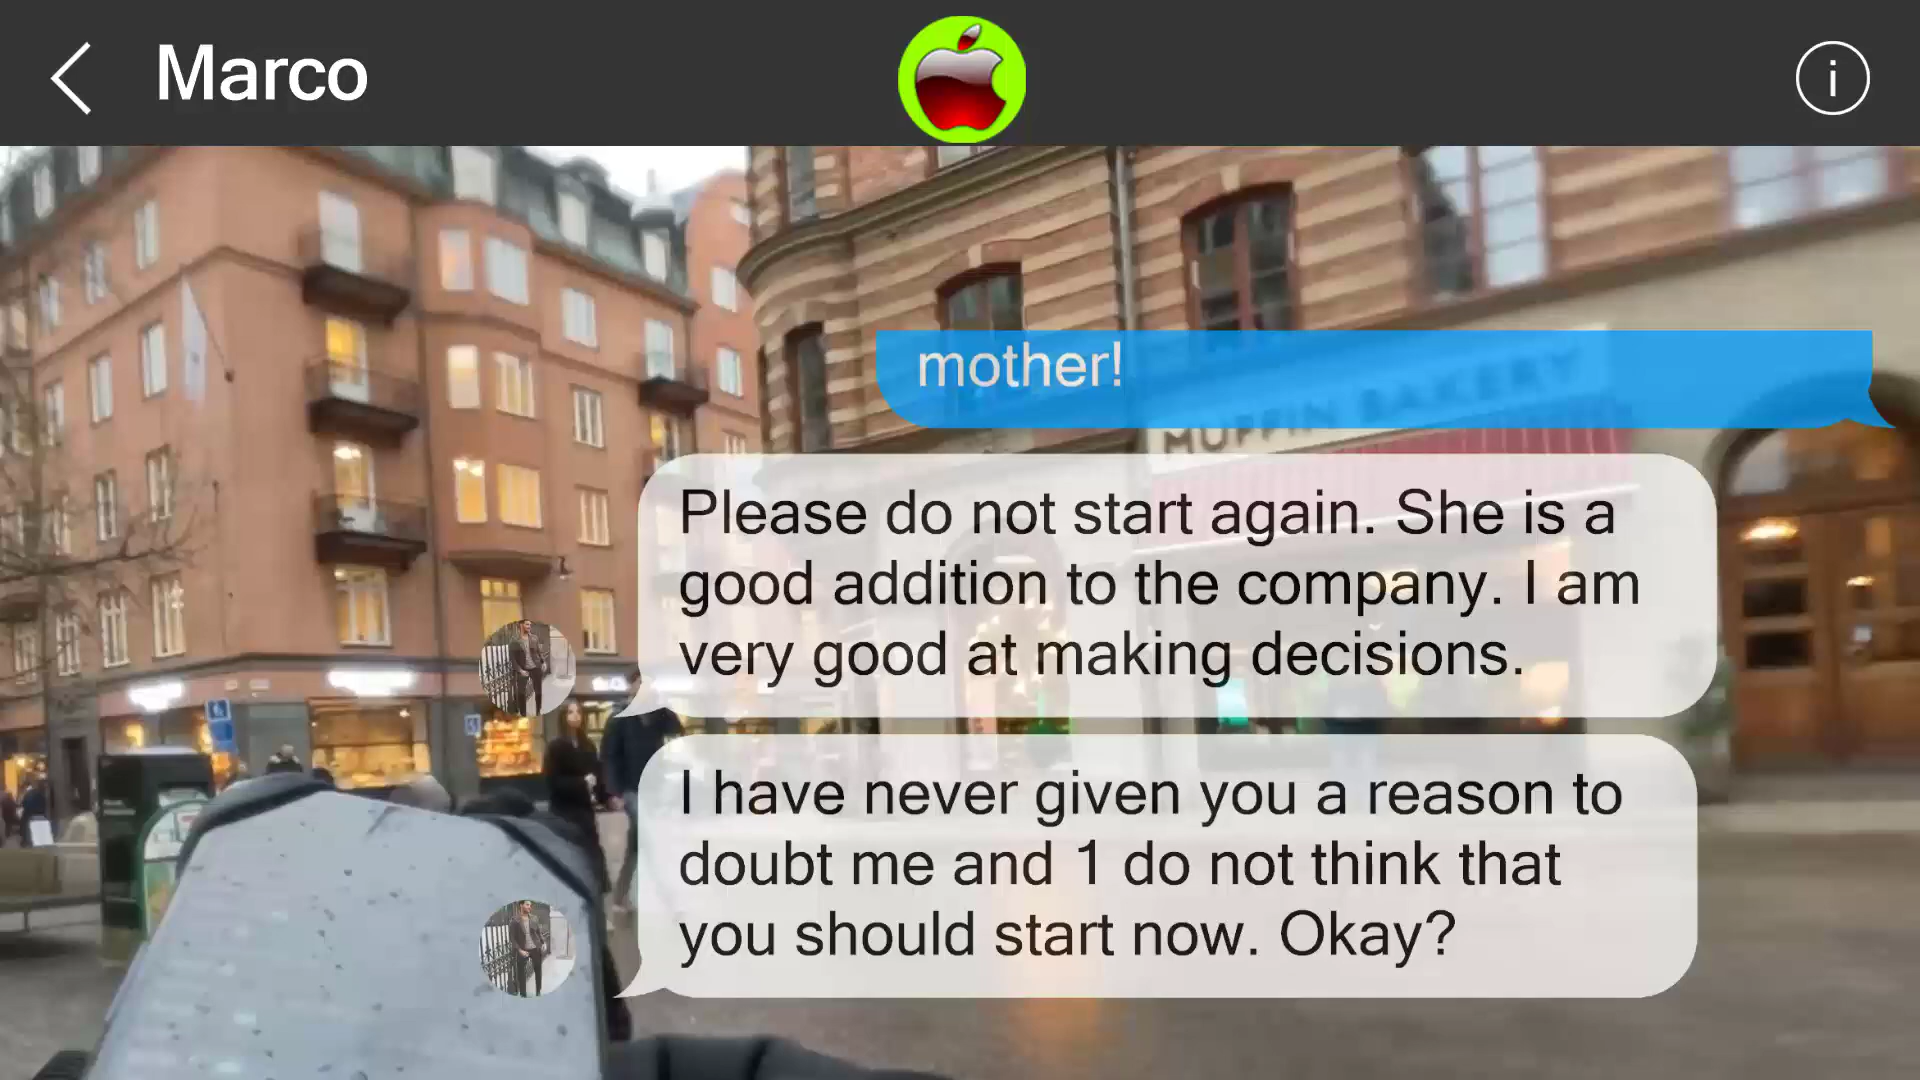 Marco
i
mother!
MUFFIN BAKERY
Please do not start again. She is a
good addition to the company. I am
very good at making decisions.
I have never given you a reason to
doubt me and 1 do not think that
you should start now. Okay?